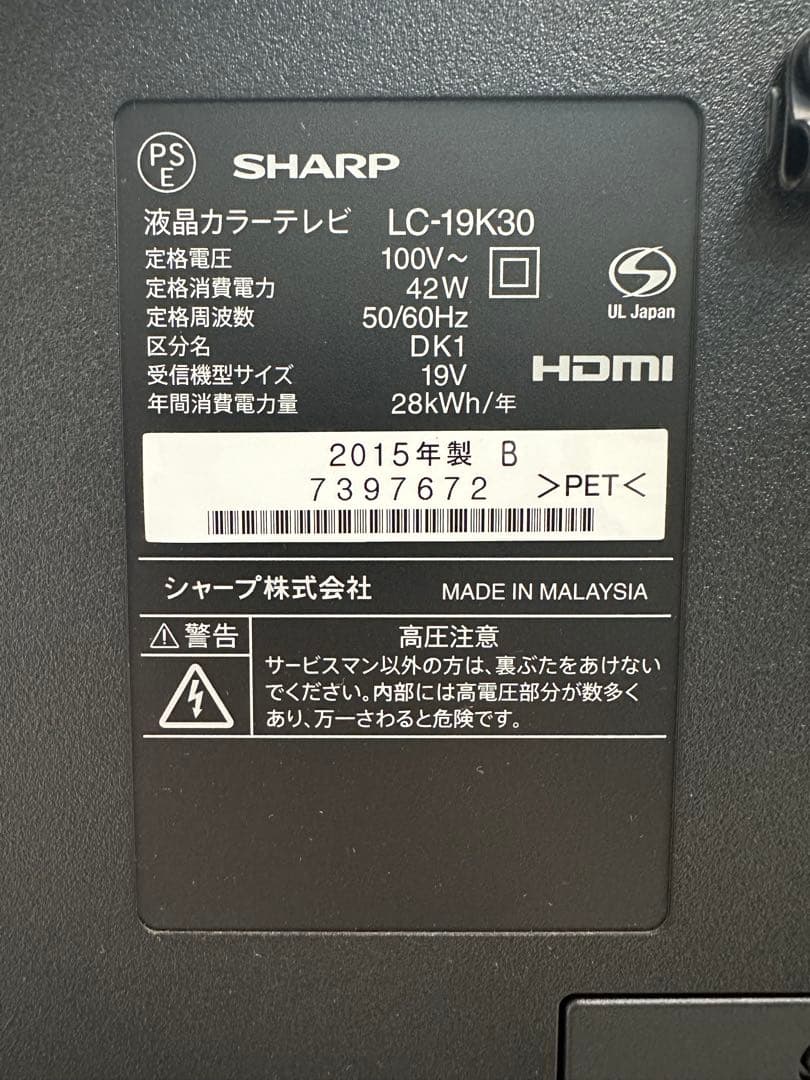 PS
E
SHARP
液晶カラーテレビ LC-19K30
定格電圧 100V～
定格消費電力 42W
定格周波数 50/60Hz
区分名 DK1
受信機型サイズ 19V
年間消費電力量 28kWh/年
S
UL Japan
HDMI
2015年製 B
7397672 >PET<
シャープ株式会社 MADE IN MALAYSIA
⚠警告
高圧注意
サービスマン以外の方は、裏ぶたをあけない
でください。内部には高電圧部分が数多く
あり、万一さわると危険です。